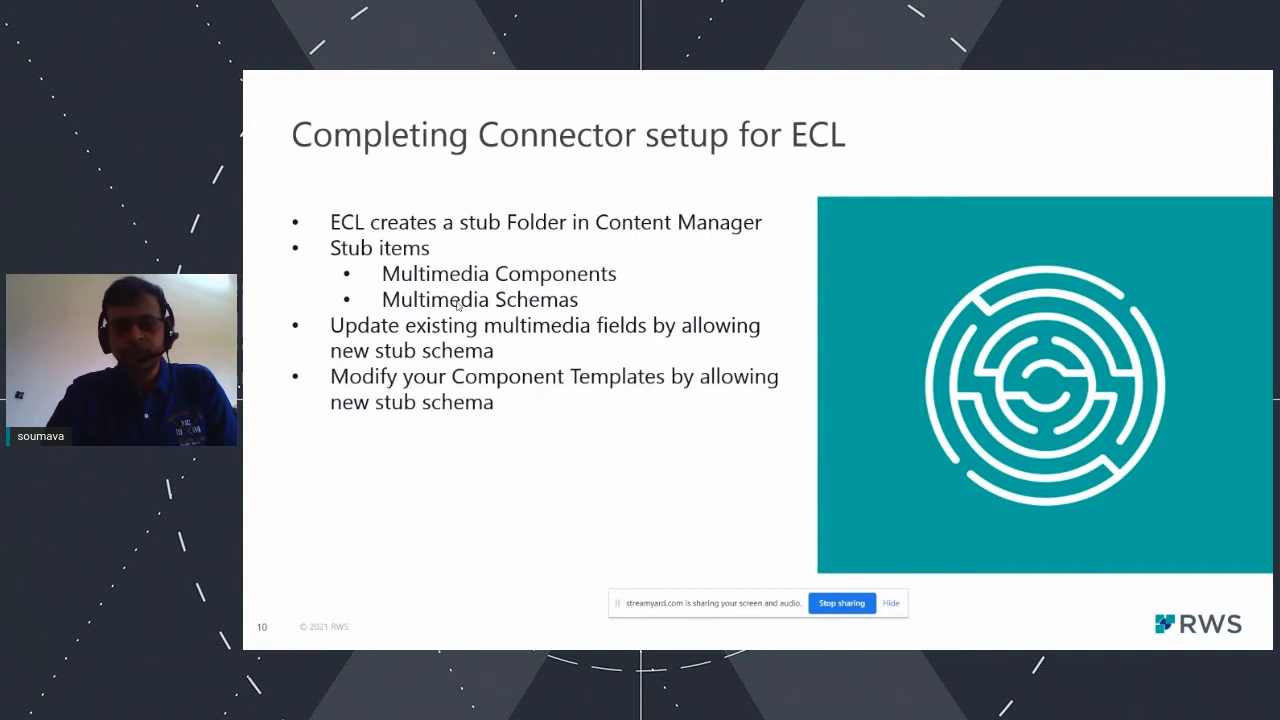 Completing Connector setup for ECL
• ECL creates a stub Folder in Content Manager
• Stub items
• Multimedia Components
• Multimedia Schemas
• Update existing multimedia fields by allowing
new stub schema
• Modify your Component Templates by allowing
new stub schema
soumava
streamyard.com is sharing your screen and audio.
Stop sharing
Hide
10
© 2021 RWS
RWS